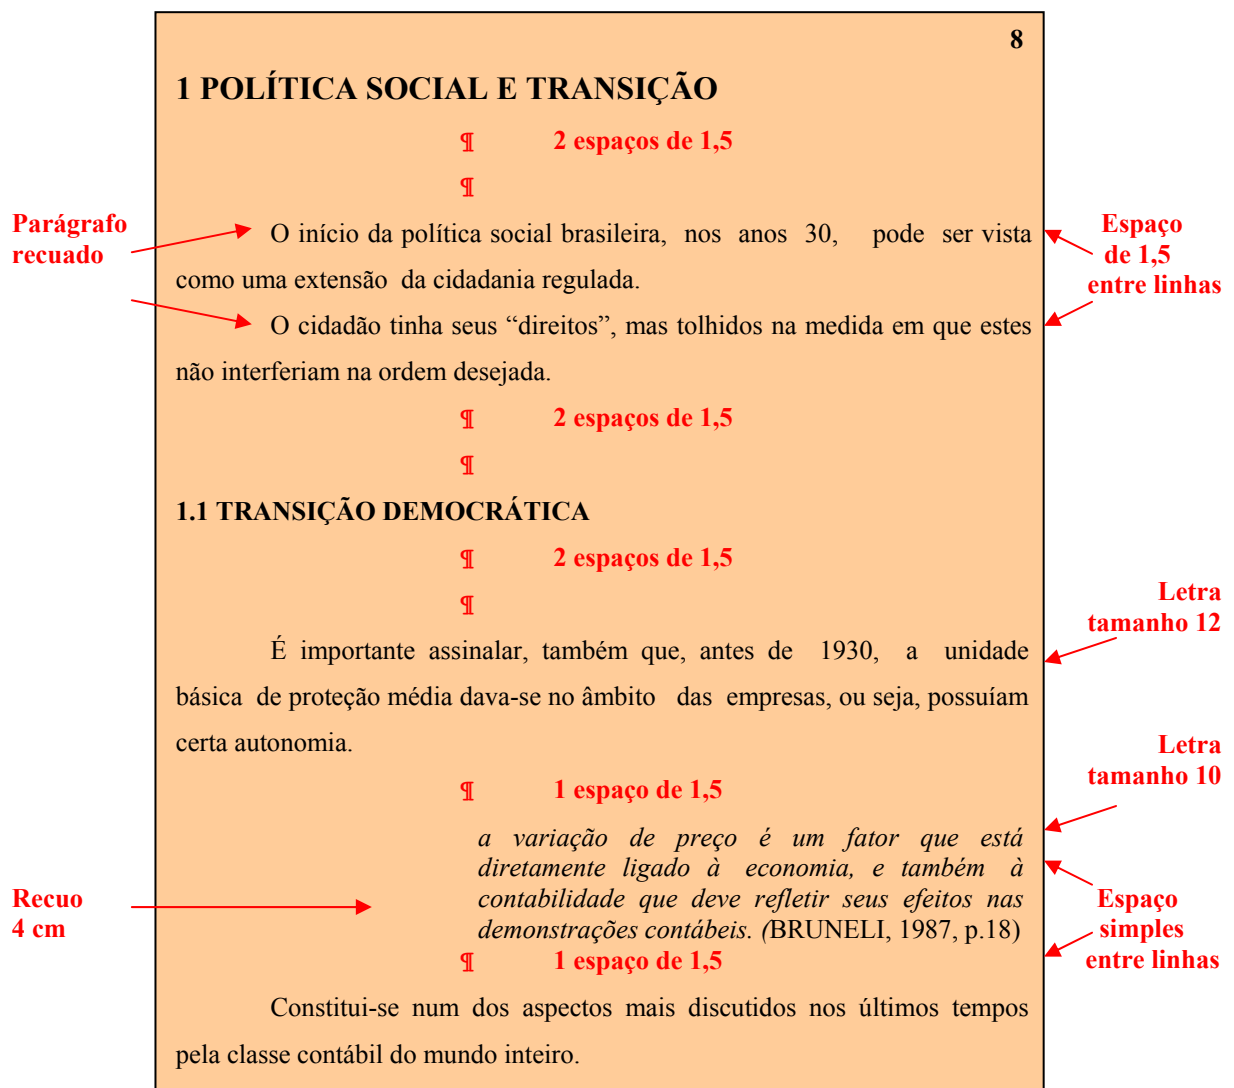 8
1 POLÍTICA SOCIAL E TRANSIÇÃO
¶ 2 espaços de 1,5
¶
Parágrafo
recuado
O início da política social brasileira, nos anos 30, pode ser vista
como uma extensão da cidadania regulada.
O cidadão tinha seus “direitos”, mas tolhidos na medida em que estes
não interferiam na ordem desejada.
Espaço
de 1,5
entre linhas
¶ 2 espaços de 1,5
¶
1.1 TRANSIÇÃO DEMOCRÁTICA
¶ 2 espaços de 1,5
¶
Letra
tamanho 12
É importante assinalar, também que, antes de 1930, a unidade
básica de proteção média dava-se no âmbito das empresas, ou seja, possuíam
certa autonomia.
Letra
tamanho 10
¶ 1 espaço de 1,5
a variação de preço é um fator que está
diretamente ligado à economia, e também à
contabilidade que deve refletir seus efeitos nas
demonstrações contábeis. (BRUNELI, 1987, p.18)
Recuo
4 cm
Espaço
simples
entre linhas
¶ 1 espaço de 1,5
Constitui-se num dos aspectos mais discutidos nos últimos tempos
pela classe contábil do mundo inteiro.